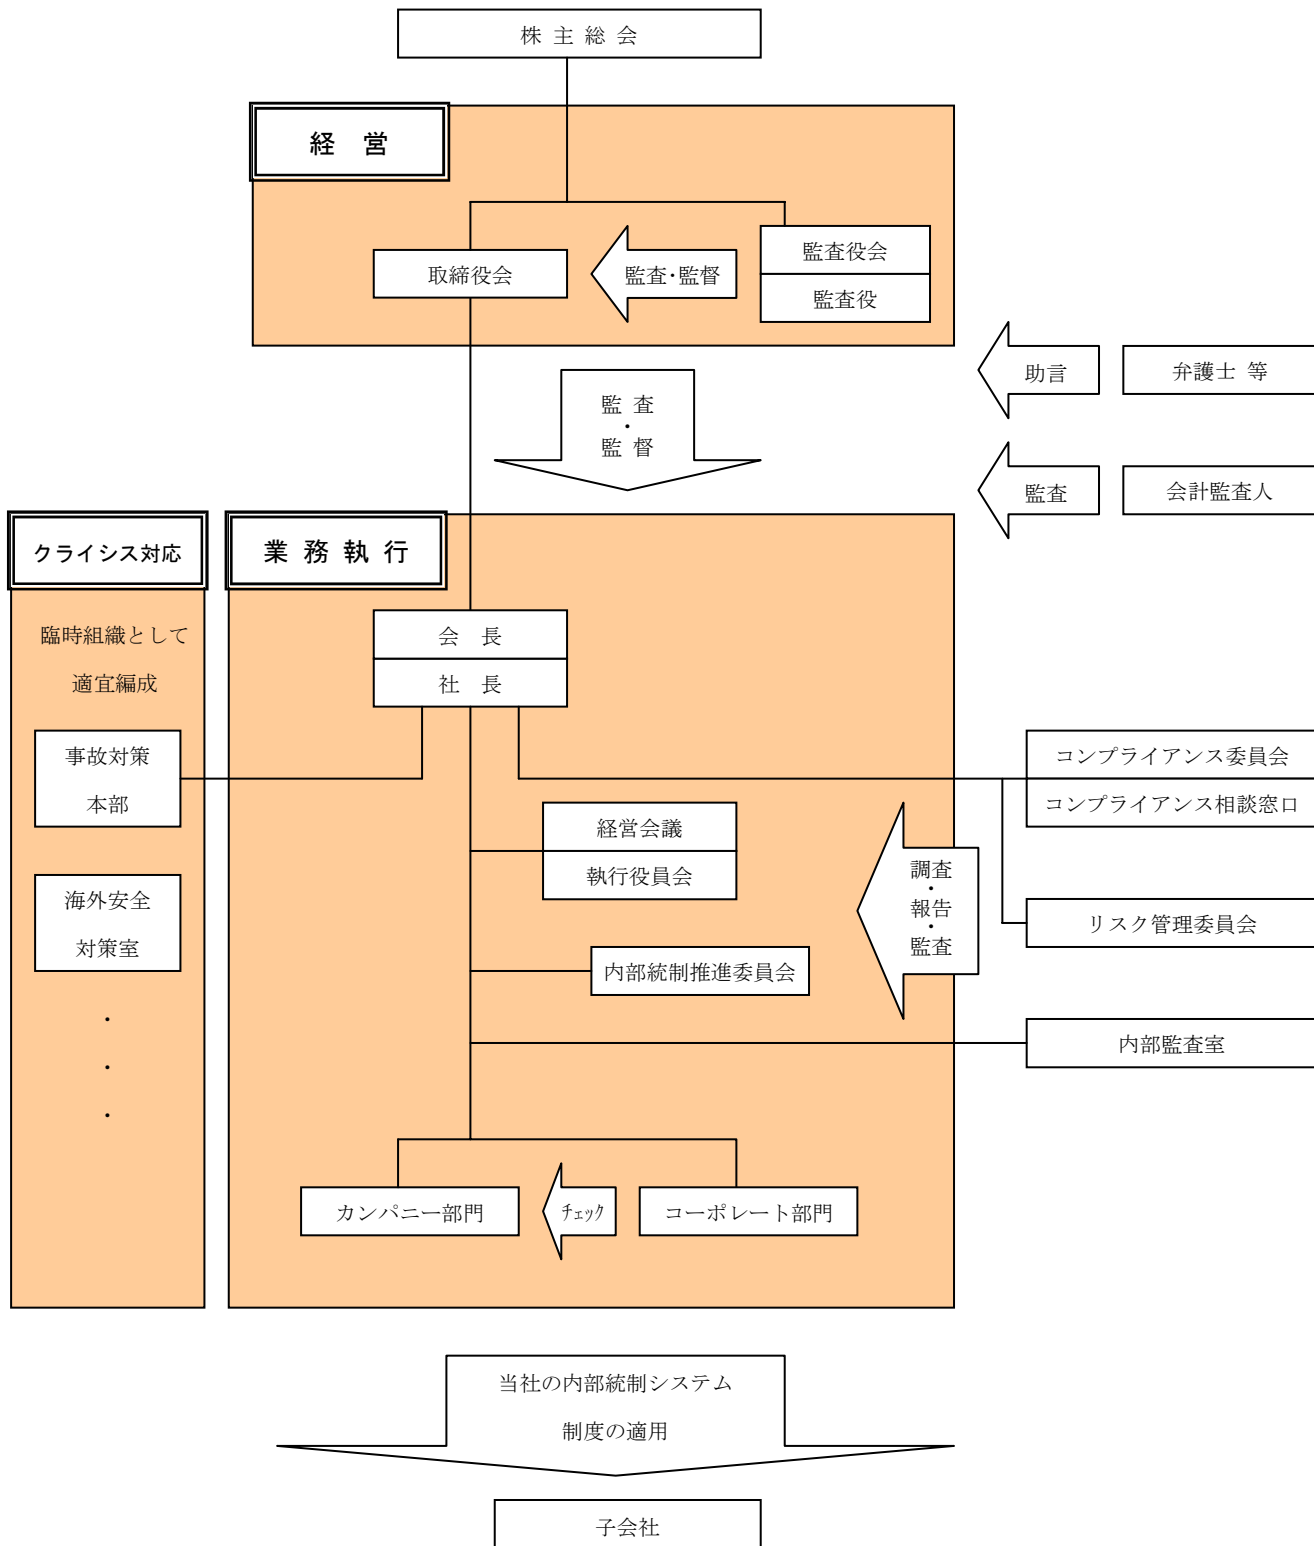 株 主 総 会
経 営
取締役会
監査・監督
監査役会
監査役
助言
弁護士 等
監 査
・
監 督
監査
会計監査人
クライシス対応
臨時組織として
適宜編成
事故対策
本部
海外安全
対策室
・
・
・
業 務 執 行
会 長
社 長
経営会議
執行役員会
内部統制推進委員会
調査
・
報告
・
監査
コンプライアンス委員会
コンプライアンス相談窓口
リスク管理委員会
内部監査室
カンパニー部門
チェック
コーポレート部門
当社の内部統制システム
制度の適用
子会社